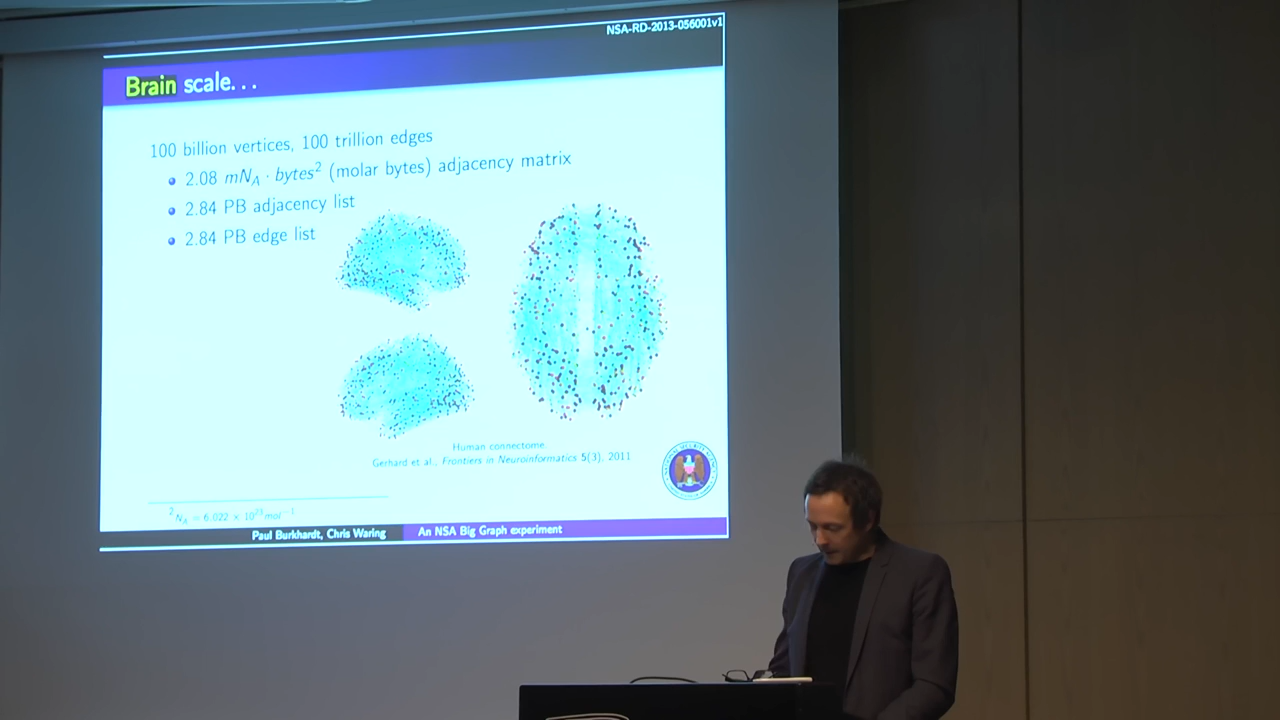 NSA-RD-2013-056001v1
Brain scale...
100 billion vertices, 100 trillion edges
2.08 mN_A · bytes² (molar bytes) adjacency matrix
2.84 PB adjacency list
2.84 PB edge list
Human connectome.
Gerhard et al., Frontiers in Neuroinformatics 5(3), 2011
²N_A = 6.022 × 10²³mol⁻¹
Paul Burkhardt, Chris Waring
An NSA Big Graph experiment